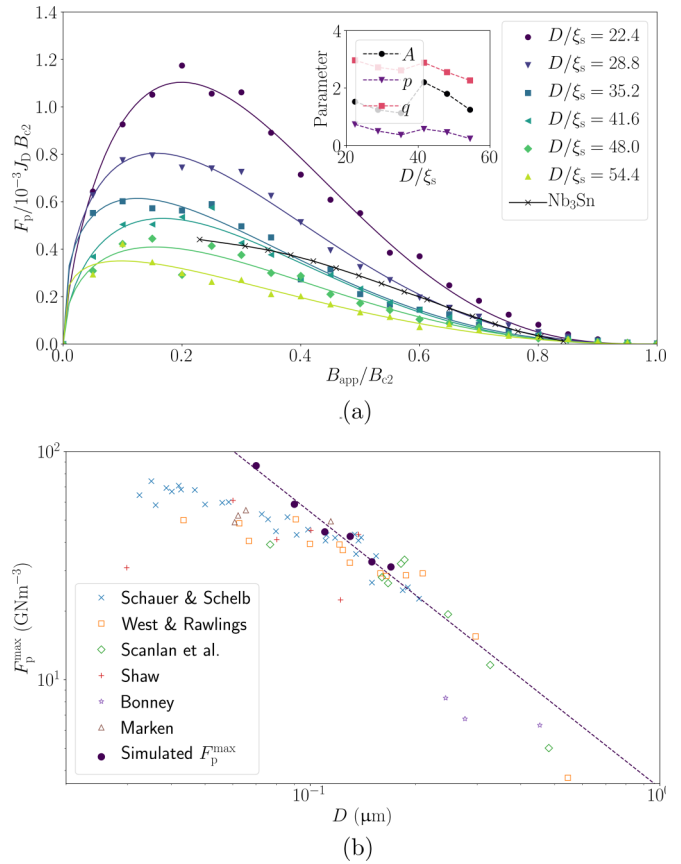 (a)
F_p/10^−3 J_D B_c2
1.4
1.2
1.0
0.8
0.6
0.4
0.2
0.0
0.0 0.2 0.4 0.6 0.8 1.0
B_app/B_c2
Parameter
4
2
0
20 40 60
D/ξ_s
A
p
q
D/ξ_s = 22.4
D/ξ_s = 28.8
D/ξ_s = 35.2
D/ξ_s = 41.6
D/ξ_s = 48.0
D/ξ_s = 54.4
Nb_3Sn
(b)
F_p^max (GNm^−3)
10^2
10^1
Schauer & Schelb
West & Rawlings
Scanlan et al.
Shaw
Bonney
Marken
Simulated F_p^max
10^−1 10^0
D (μm)